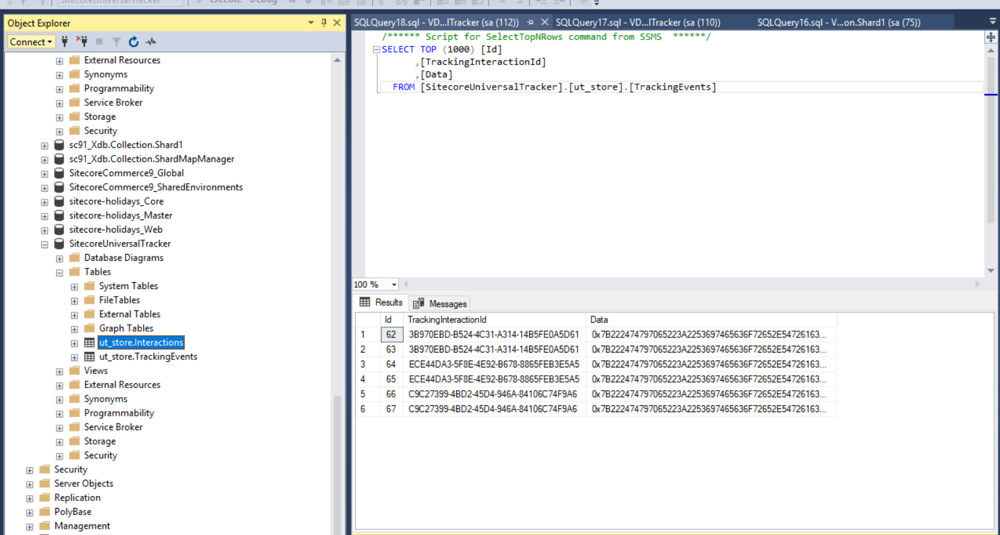 SitecoreUniversalTracker
Execute Debug
Object Explorer
Connect
External Resources
Synonyms
Programmability
Service Broker
Storage
Security
sc91_Xdb.Collection.Shard1
sc91_Xdb.Collection.ShardMapManager
SitecoreCommerce9_Global
SitecoreCommerce9_SharedEnvironments
sitecore-holidays_Core
sitecore-holidays_Master
sitecore-holidays_Web
SitecoreUniversalTracker
Database Diagrams
Tables
System Tables
FileTables
External Tables
Graph Tables
ut_store.Interactions
ut_store.TrackingEvents
Views
External Resources
Synonyms
Programmability
Service Broker
Storage
Security
Security
Server Objects
Replication
PolyBase
Management
SQLQuery18.sql - VD...lTracker (sa (112)) SQLQuery17.sql - VD...lTracker (sa (110)) SQLQuery16.sql - V...on.Shard1 (sa (75))
/****** Script for SelectTopNRows command from SSMS ******/
SELECT TOP (1000) [Id]
,[TrackingInteractionId]
,[Data]
FROM [SitecoreUniversalTracker].[ut_store].[TrackingEvents]
100 %
Results Messages
Id TrackingInteractionId Data
1 62 3B970EBD-B524-4C31-A314-14B5FE0A5D61 0x7B222474797065223A2253697465636F72652E54726163...
2 63 3B970EBD-B524-4C31-A314-14B5FE0A5D61 0x7B222474797065223A2253697465636F72652E54726163...
3 64 ECE44DA3-5F8E-4E92-B678-8865FEB3E5A5 0x7B222474797065223A2253697465636F72652E54726163...
4 65 ECE44DA3-5F8E-4E92-B678-8865FEB3E5A5 0x7B222474797065223A2253697465636F72652E54726163...
5 66 C9C27399-4BD2-45D4-946A-84106C74F9A6 0x7B222474797065223A2253697465636F72652E54726163...
6 67 C9C27399-4BD2-45D4-946A-84106C74F9A6 0x7B222474797065223A2253697465636F72652E54726163...